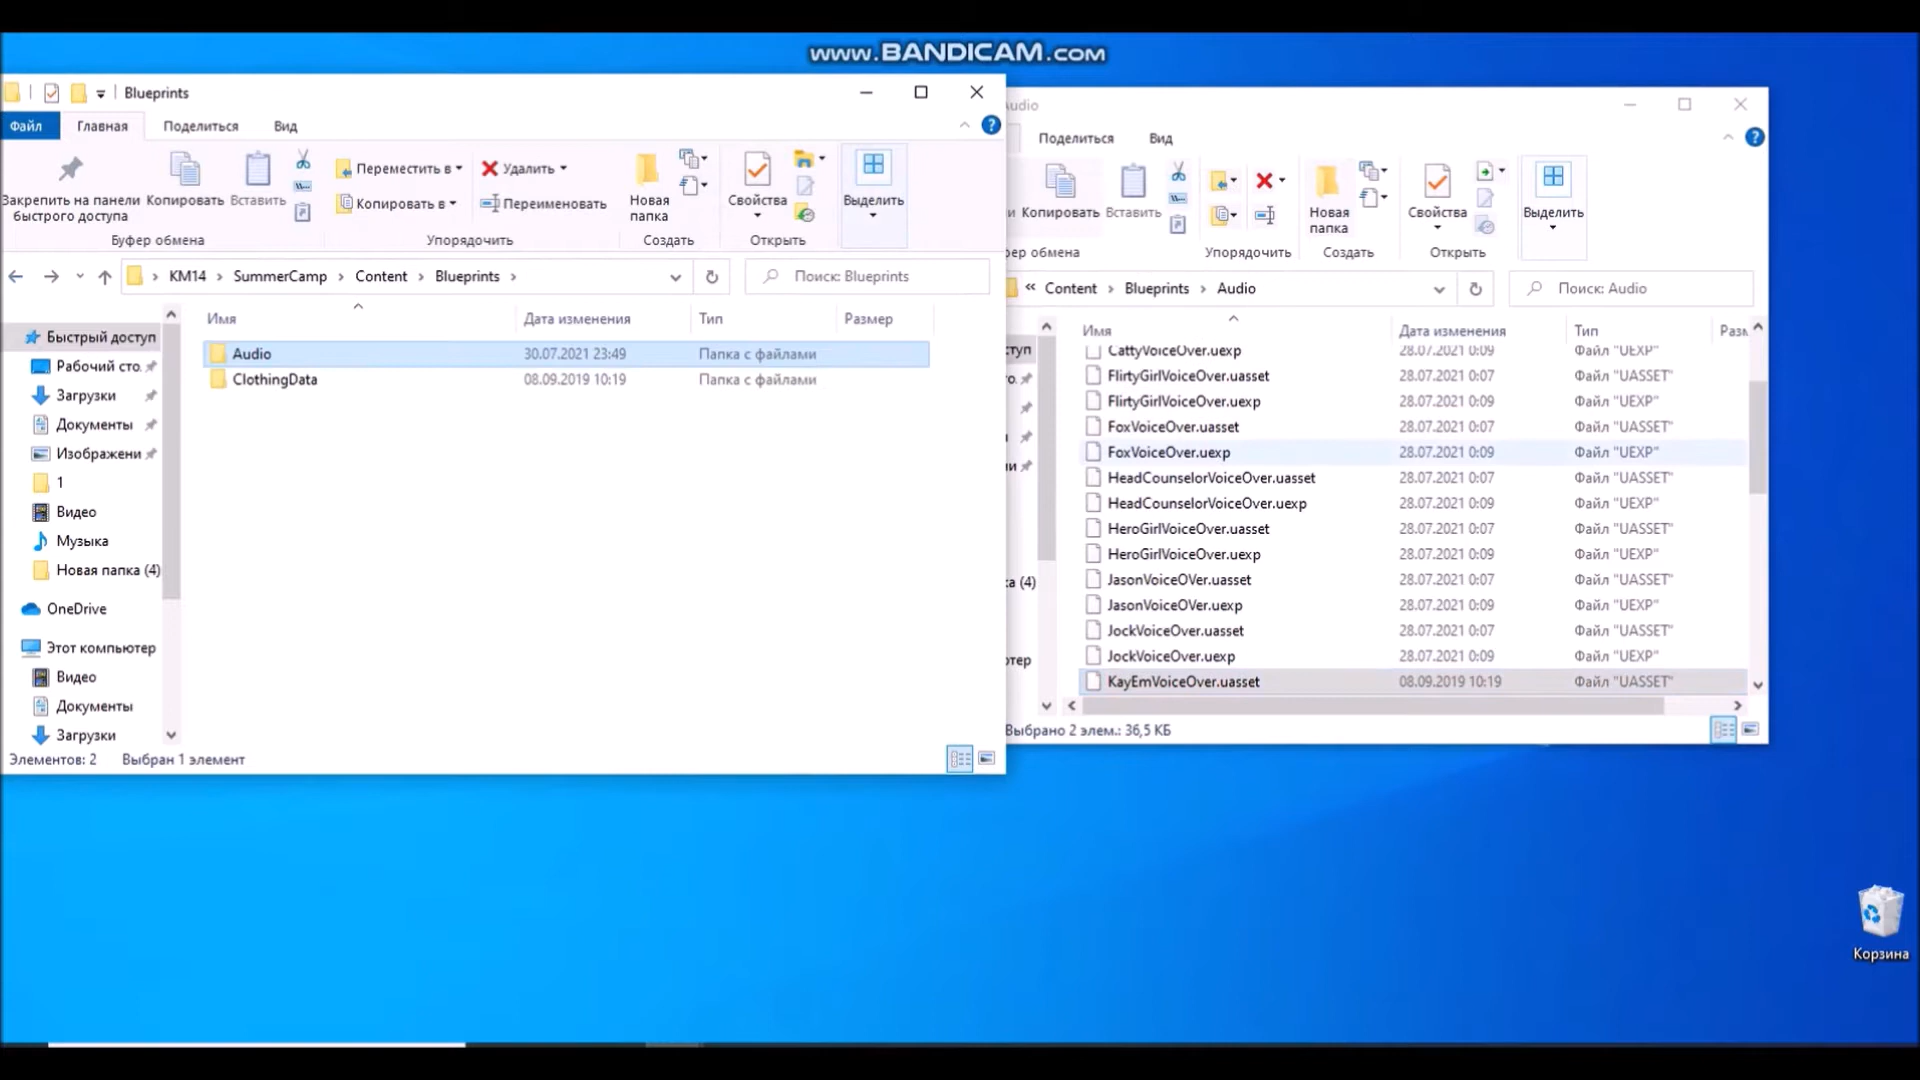 www.BANDICAM.com
Blueprints
Файл Главная Поделиться Вид
Закрепить на панели быстрого доступа
Копировать
Вставить
Переместить в
Копировать в
Удалить
Переименовать
Новая папка
Свойства
Выделить
Буфер обмена Упорядочить Создать Открыть
KM14 › SummerCamp › Content › Blueprints ›
Поиск: Blueprints
Имя Дата изменения Тип Размер
Audio 30.07.2021 23:49 Папка с файлами
ClothingData 08.09.2019 10:19 Папка с файлами
Быстрый доступ
Рабочий сто.
Загрузки
Документы
Изображени
1
Видео
Музыка
Новая папка (4)
OneDrive
Этот компьютер
Видео
Документы
Загрузки
Элементов: 2 Выбран 1 элемент
Audio
Поделиться Вид
Копировать
Вставить
Новая папка
Свойства
Выделить
обмена Упорядочить Создать Открыть
« Content › Blueprints › Audio
Поиск: Audio
Имя Дата изменения Тип Разм
CattyVoiceOver.uexp 28.07.2021 0:09 Файл "UEXP"
FlirtyGirlVoiceOver.uasset 28.07.2021 0:07 Файл "UASSET"
FlirtyGirlVoiceOver.uexp 28.07.2021 0:09 Файл "UEXP"
FoxVoiceOver.uasset 28.07.2021 0:07 Файл "UASSET"
FoxVoiceOver.uexp 28.07.2021 0:09 Файл "UEXP"
HeadCounselorVoiceOver.uasset 28.07.2021 0:07 Файл "UASSET"
HeadCounselorVoiceOver.uexp 28.07.2021 0:09 Файл "UEXP"
HeroGirlVoiceOver.uasset 28.07.2021 0:07 Файл "UASSET"
HeroGirlVoiceOver.uexp 28.07.2021 0:09 Файл "UEXP"
JasonVoiceOVer.uasset 28.07.2021 0:07 Файл "UASSET"
JasonVoiceOVer.uexp 28.07.2021 0:09 Файл "UEXP"
JockVoiceOver.uasset 28.07.2021 0:07 Файл "UASSET"
JockVoiceOver.uexp 28.07.2021 0:09 Файл "UEXP"
KayEmVoiceOver.uasset 08.09.2019 10:19 Файл "UASSET"
Выбрано 2 элем.: 36,5 КБ
Корзина